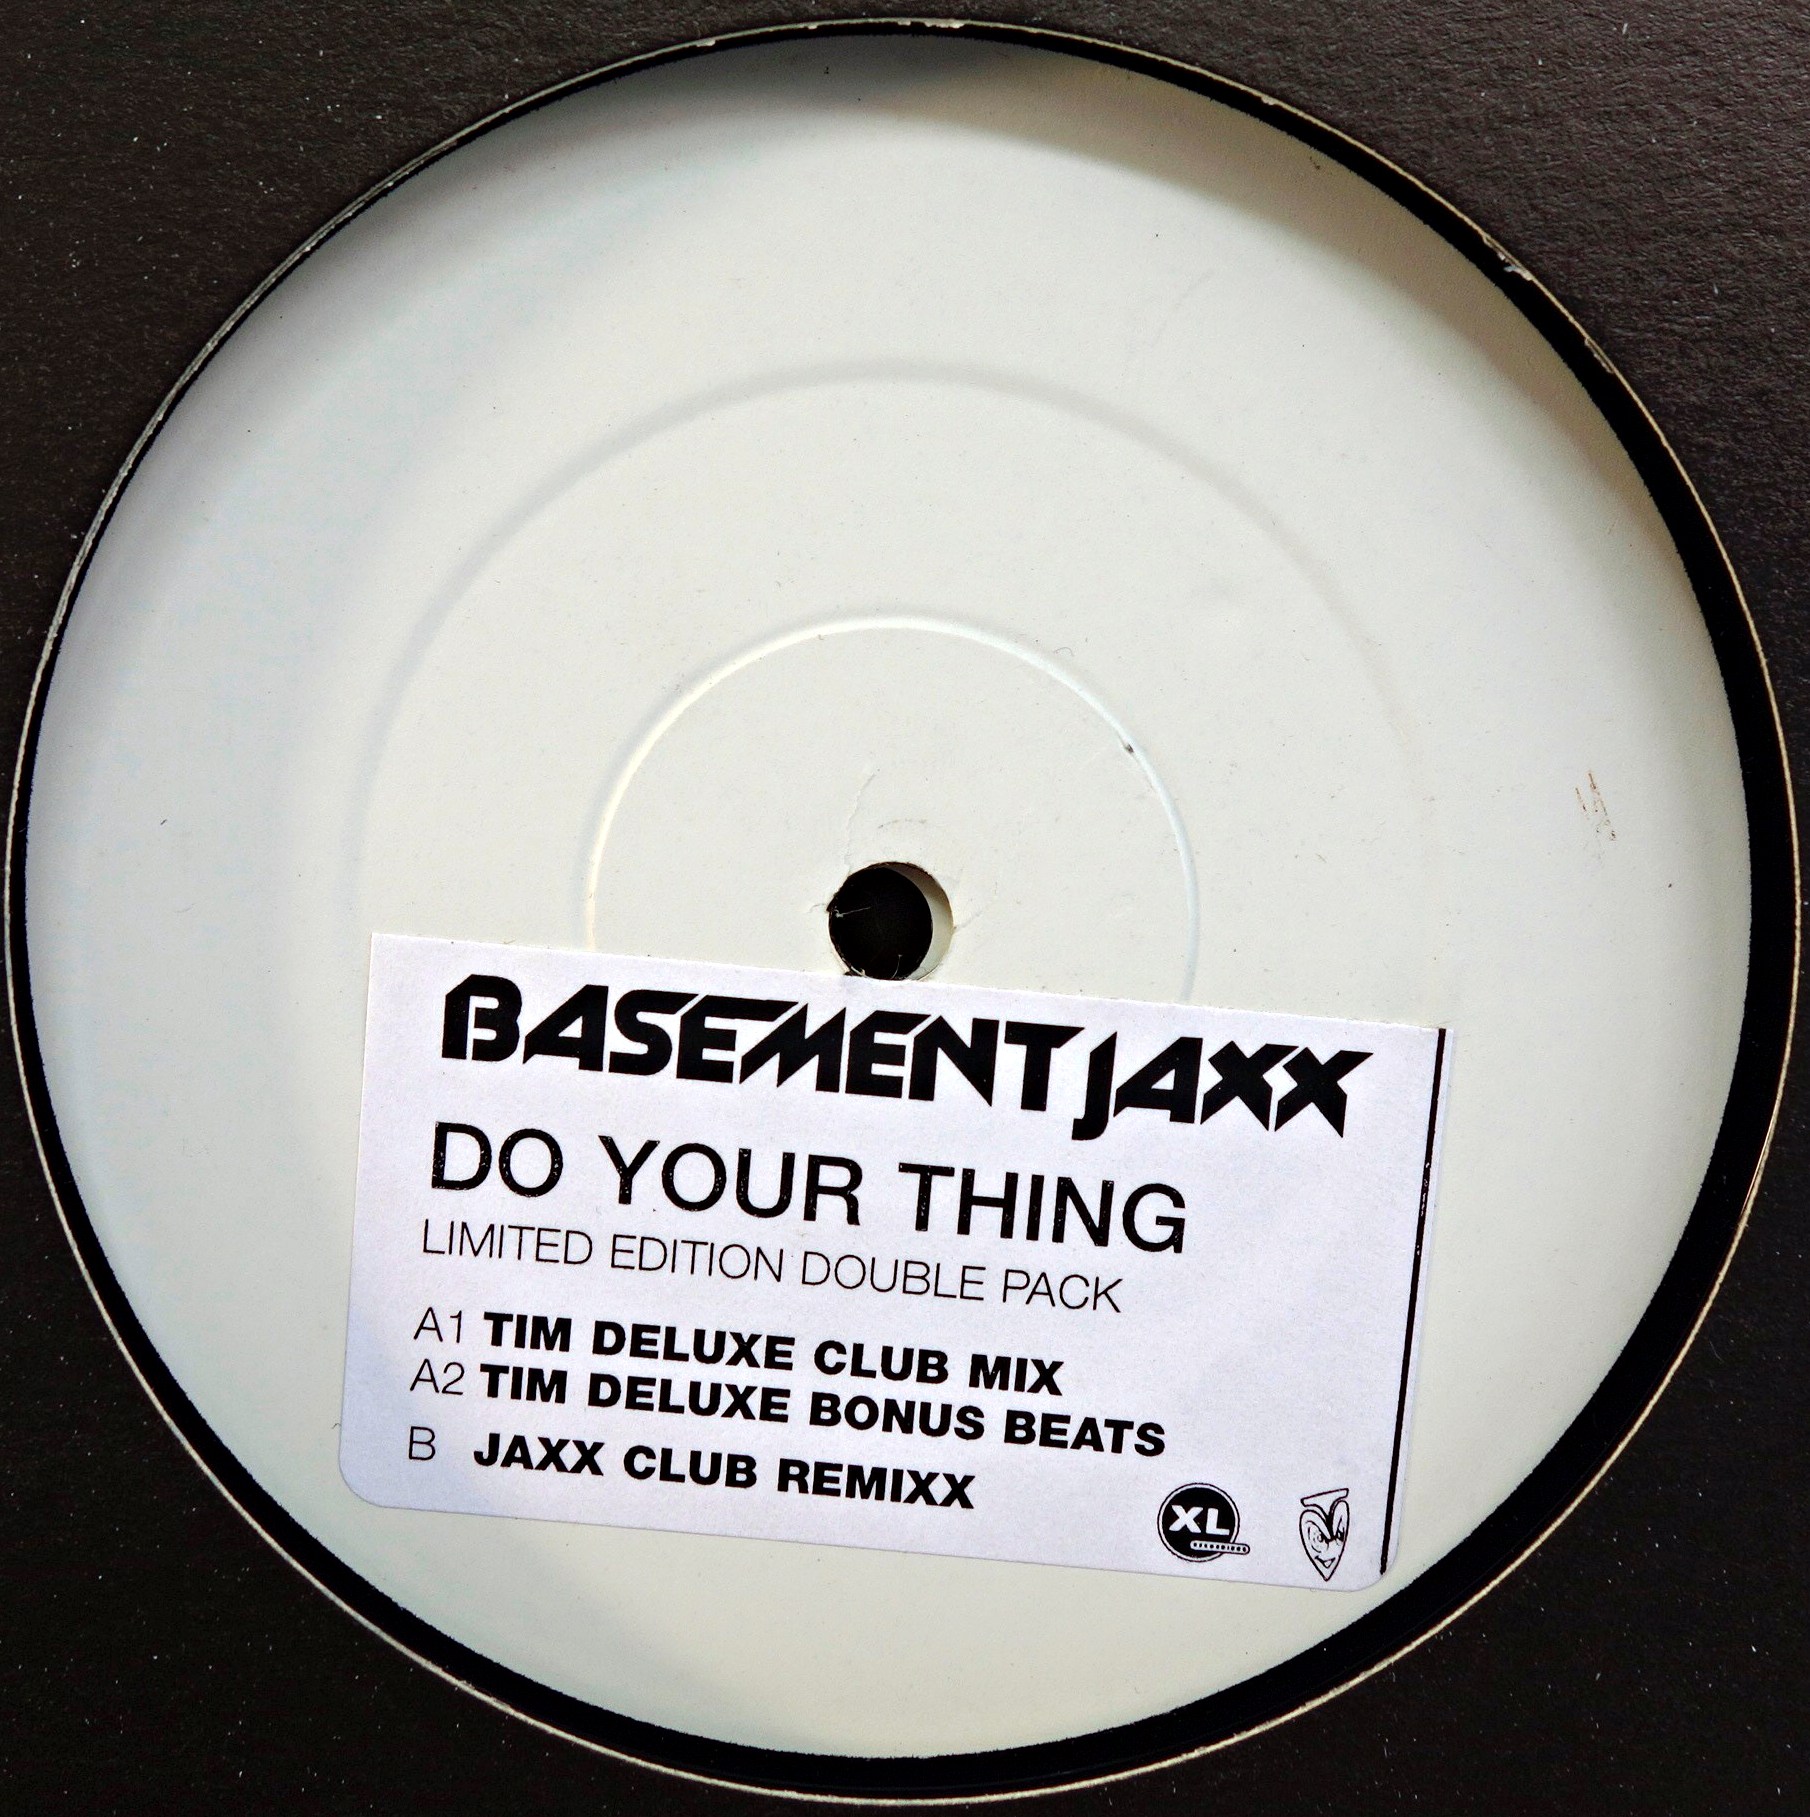 BASEMENT JAXX
DO YOUR THING
LIMITED EDITION DOUBLE PACK
A1 TIM DELUXE CLUB MIX
A2 TIM DELUXE BONUS BEATS
B JAXX CLUB REMIXX
XL
RECORDINGS